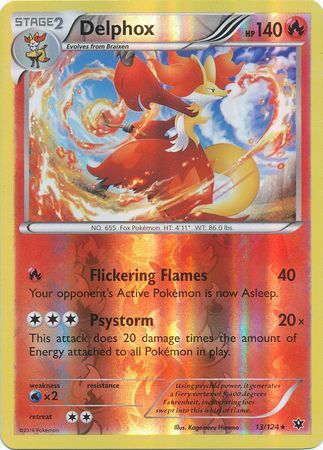 STAGE2 Delphox HP140
Evolves from Braixen
NO. 655 Fox Pokémon HT: 4'11" WT: 86.0 lbs.
Flickering Flames 40
Your opponent's Active Pokémon is now Asleep.
Psystorm 20×
This attack does 20 damage times the amount of
Energy attached to all Pokémon in play.
weakness resistance
×2
retreat
Using psychic power, it generates
a fiery vortex of 5,400 degrees
Fahrenheit, incinerating foes
swept into this whirl of flame.
Illus. Kagemaru Himeno 13/124★
©2016 Pokémon